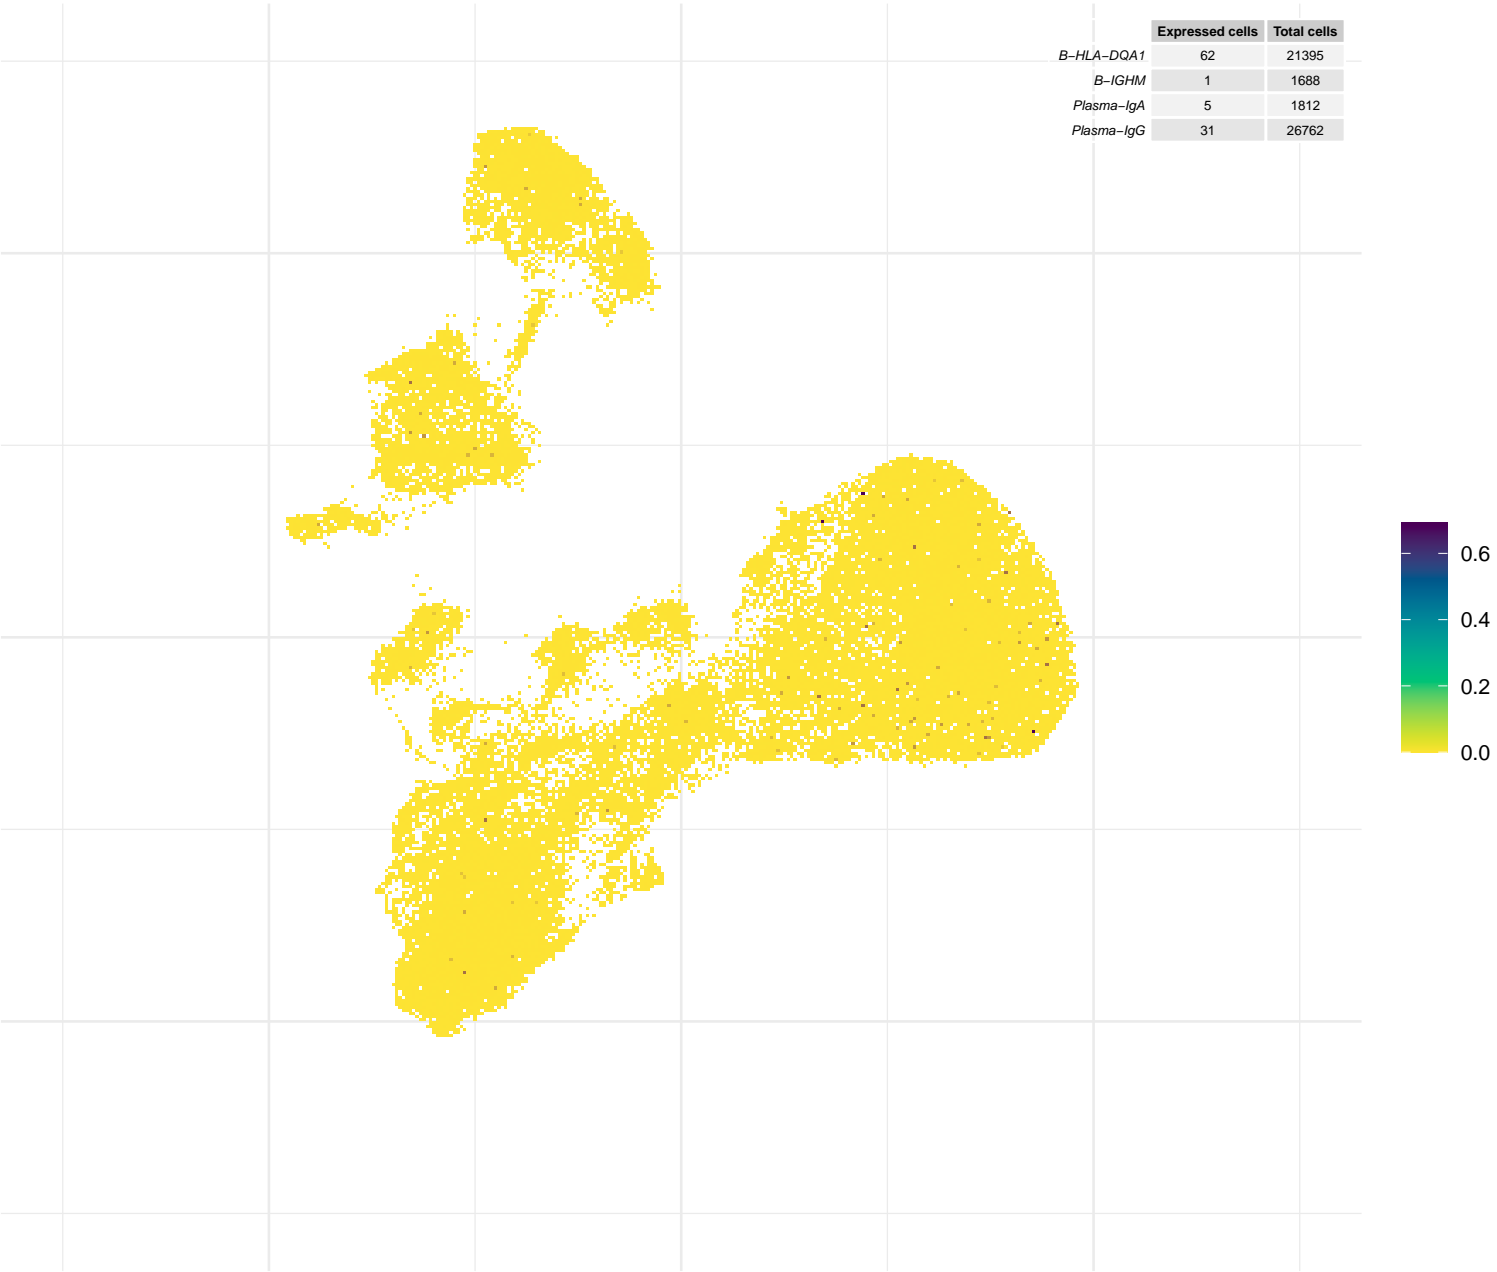 Expressed cells Total cells
B−HLA−DQA1 62 21395
B−IGHM 1 1688
Plasma−IgA 5 1812
Plasma−IgG 31 26762
0.6
0.4
0.2
0.0